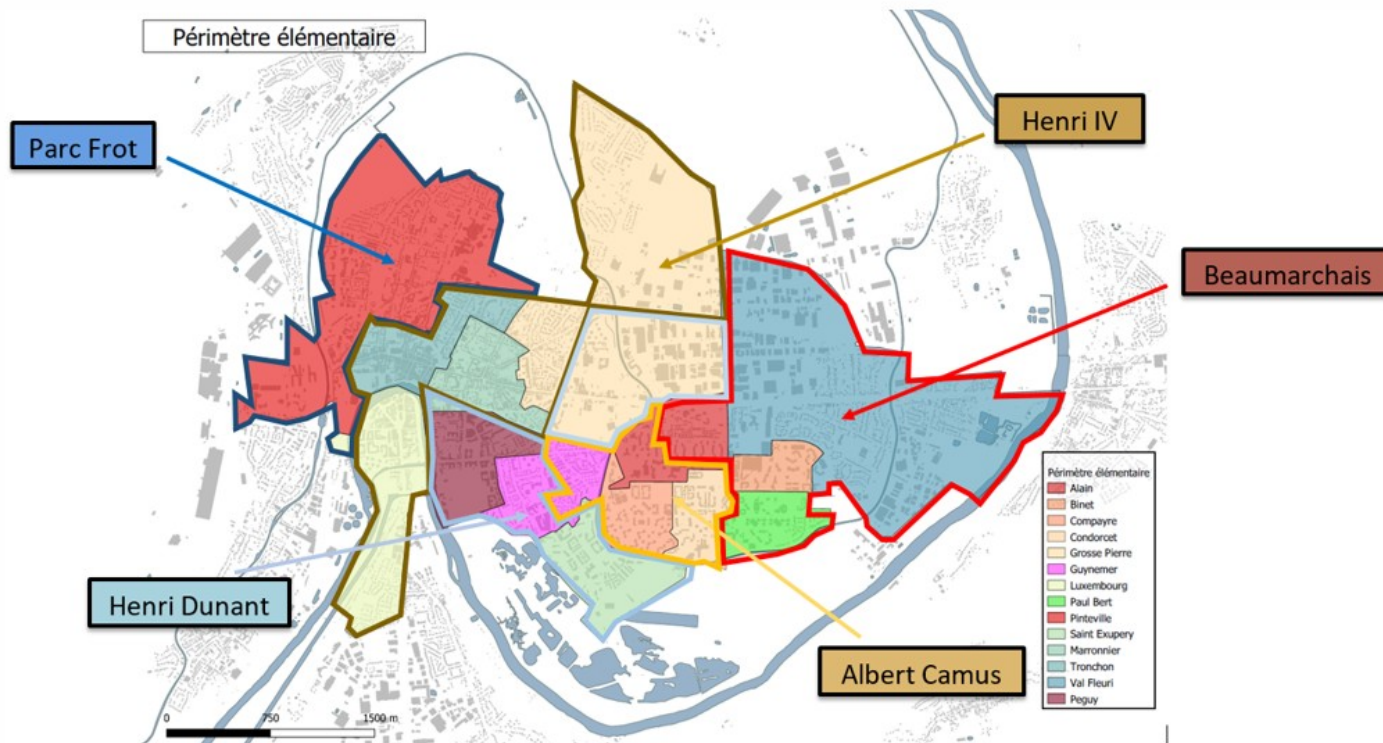 Périmètre élémentaire
Parc Frot
Henri IV
Beaumarchais
Henri Dunant
Albert Camus
Périmètre élémentaire
Alain
Binet
Compayre
Condorcet
Grosse Pierre
Guynemer
Luxembourg
Paul Bert
Pinteville
Saint Exupery
Marronnier
Tronchon
Val Fleuri
Peguy
0 750 1500 m